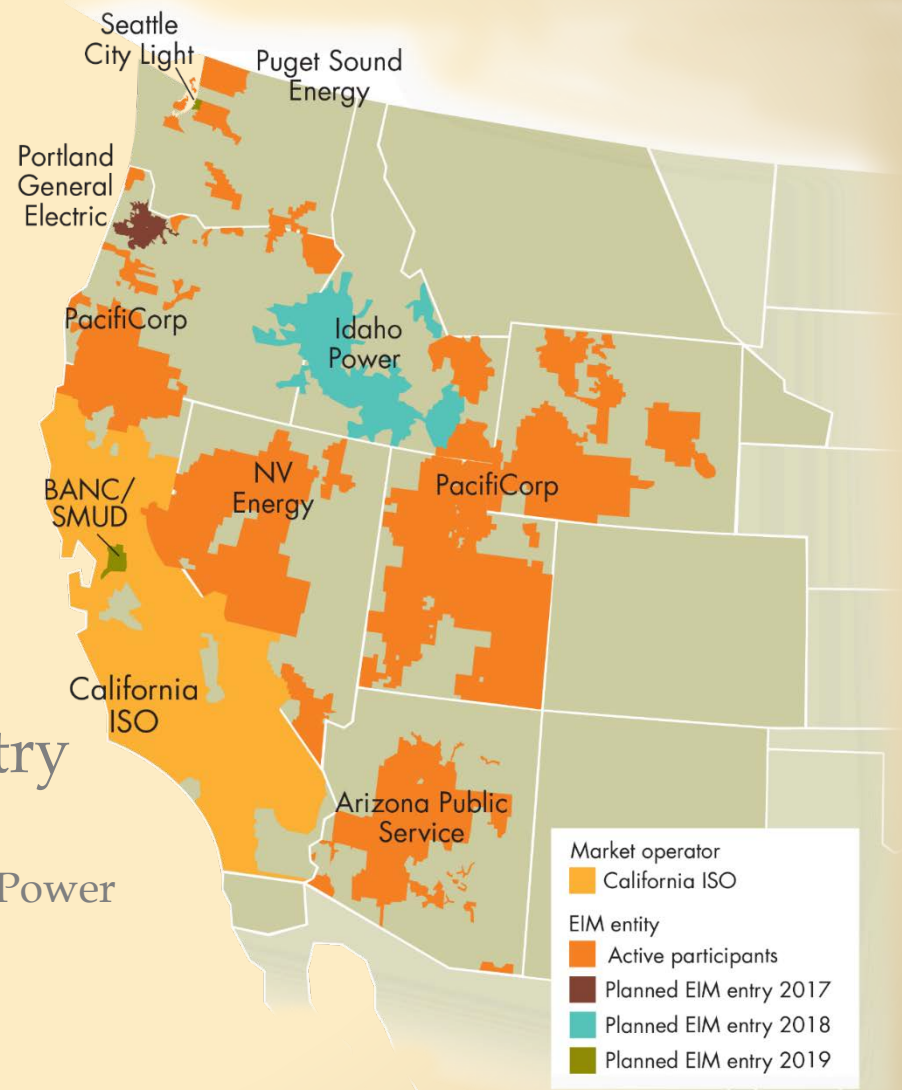 Seattle
City Light
Puget Sound
Energy
Portland
General
Electric
PacifiCorp
Idaho
Power
BANC/
SMUD
NV
Energy
PacifiCorp
California
ISO
try
Arizona Public
Service
Power
Market operator
California ISO
EIM entity
Active participants
Planned EIM entry 2017
Planned EIM entry 2018
Planned EIM entry 2019